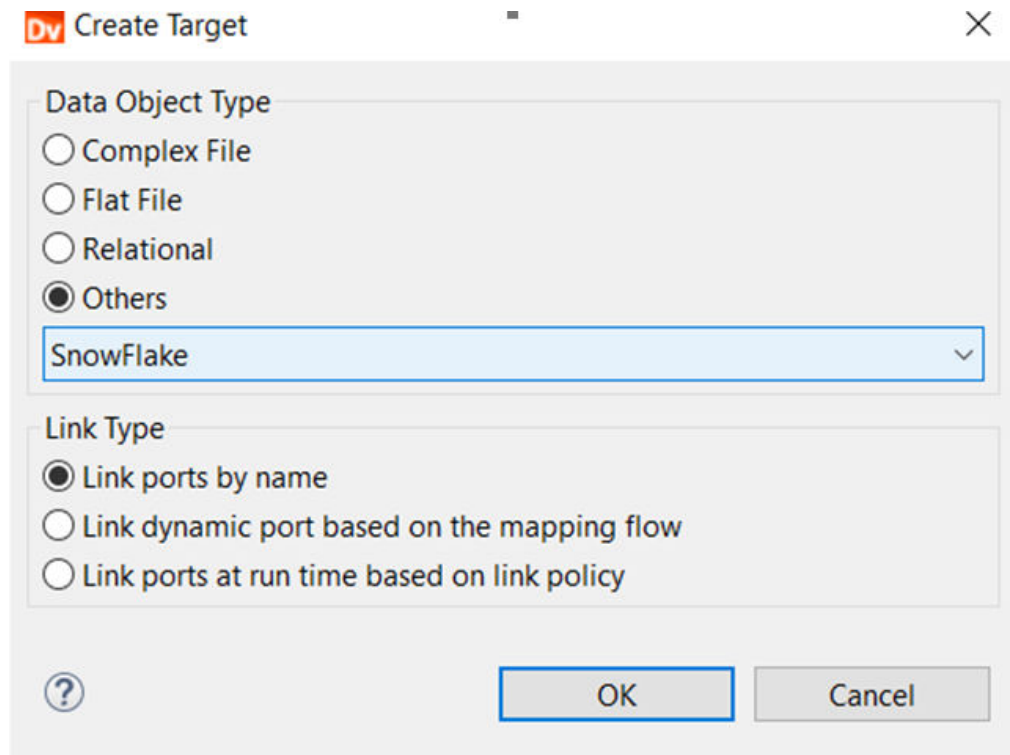 Dv Create Target
Data Object Type
Complex File
Flat File
Relational
Others
SnowFlake
Link Type
Link ports by name
Link dynamic port based on the mapping flow
Link ports at run time based on link policy
? OK Cancel